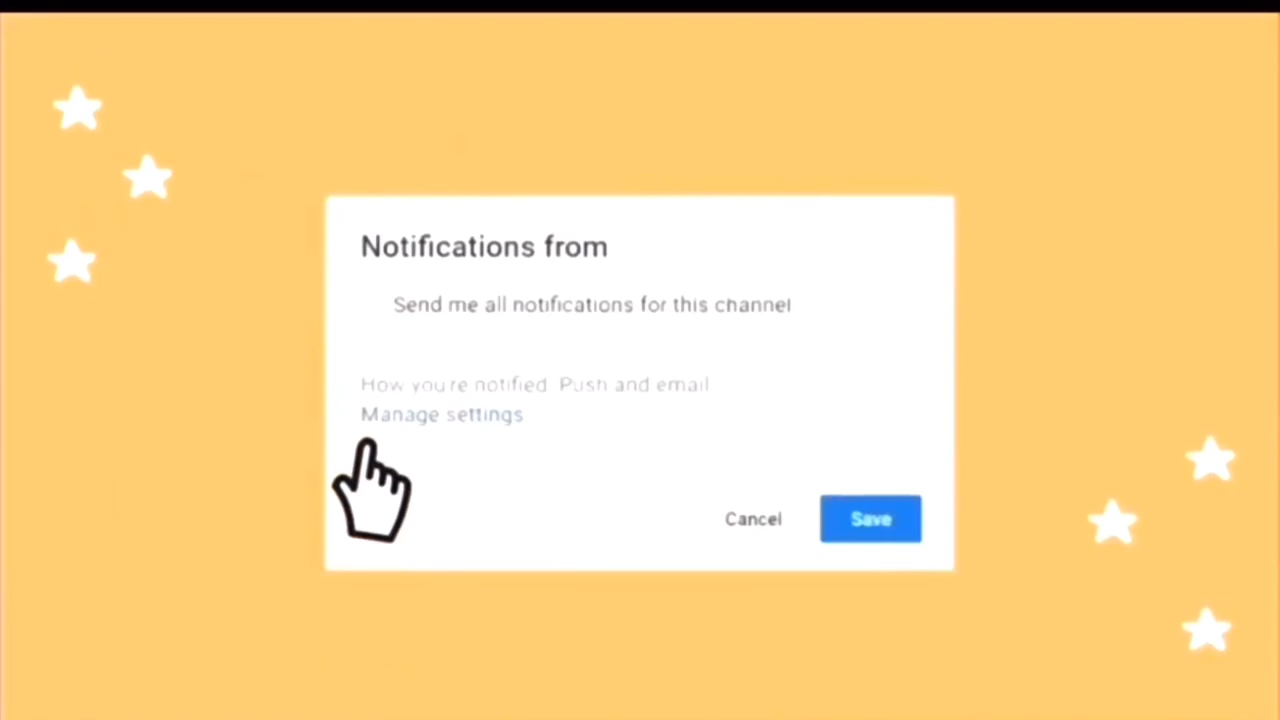 Notifications from
Send me all notifications for this channel
How you're notified. Push and email
Manage settings
Cancel
Save